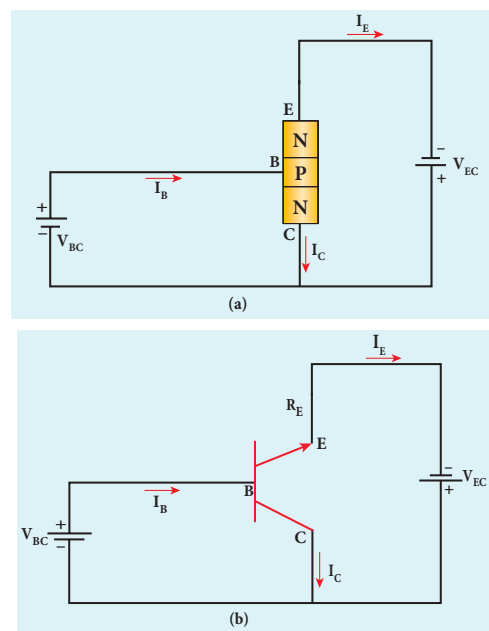 I_E
E
N
−
B
V_EC
P
+
I_B
+
N
−
V_BC
C
I_C
(a)
I_E
R_E
E
−
V_EC
B
+
I_B
+
V_BC
−
C
I_C
(b)